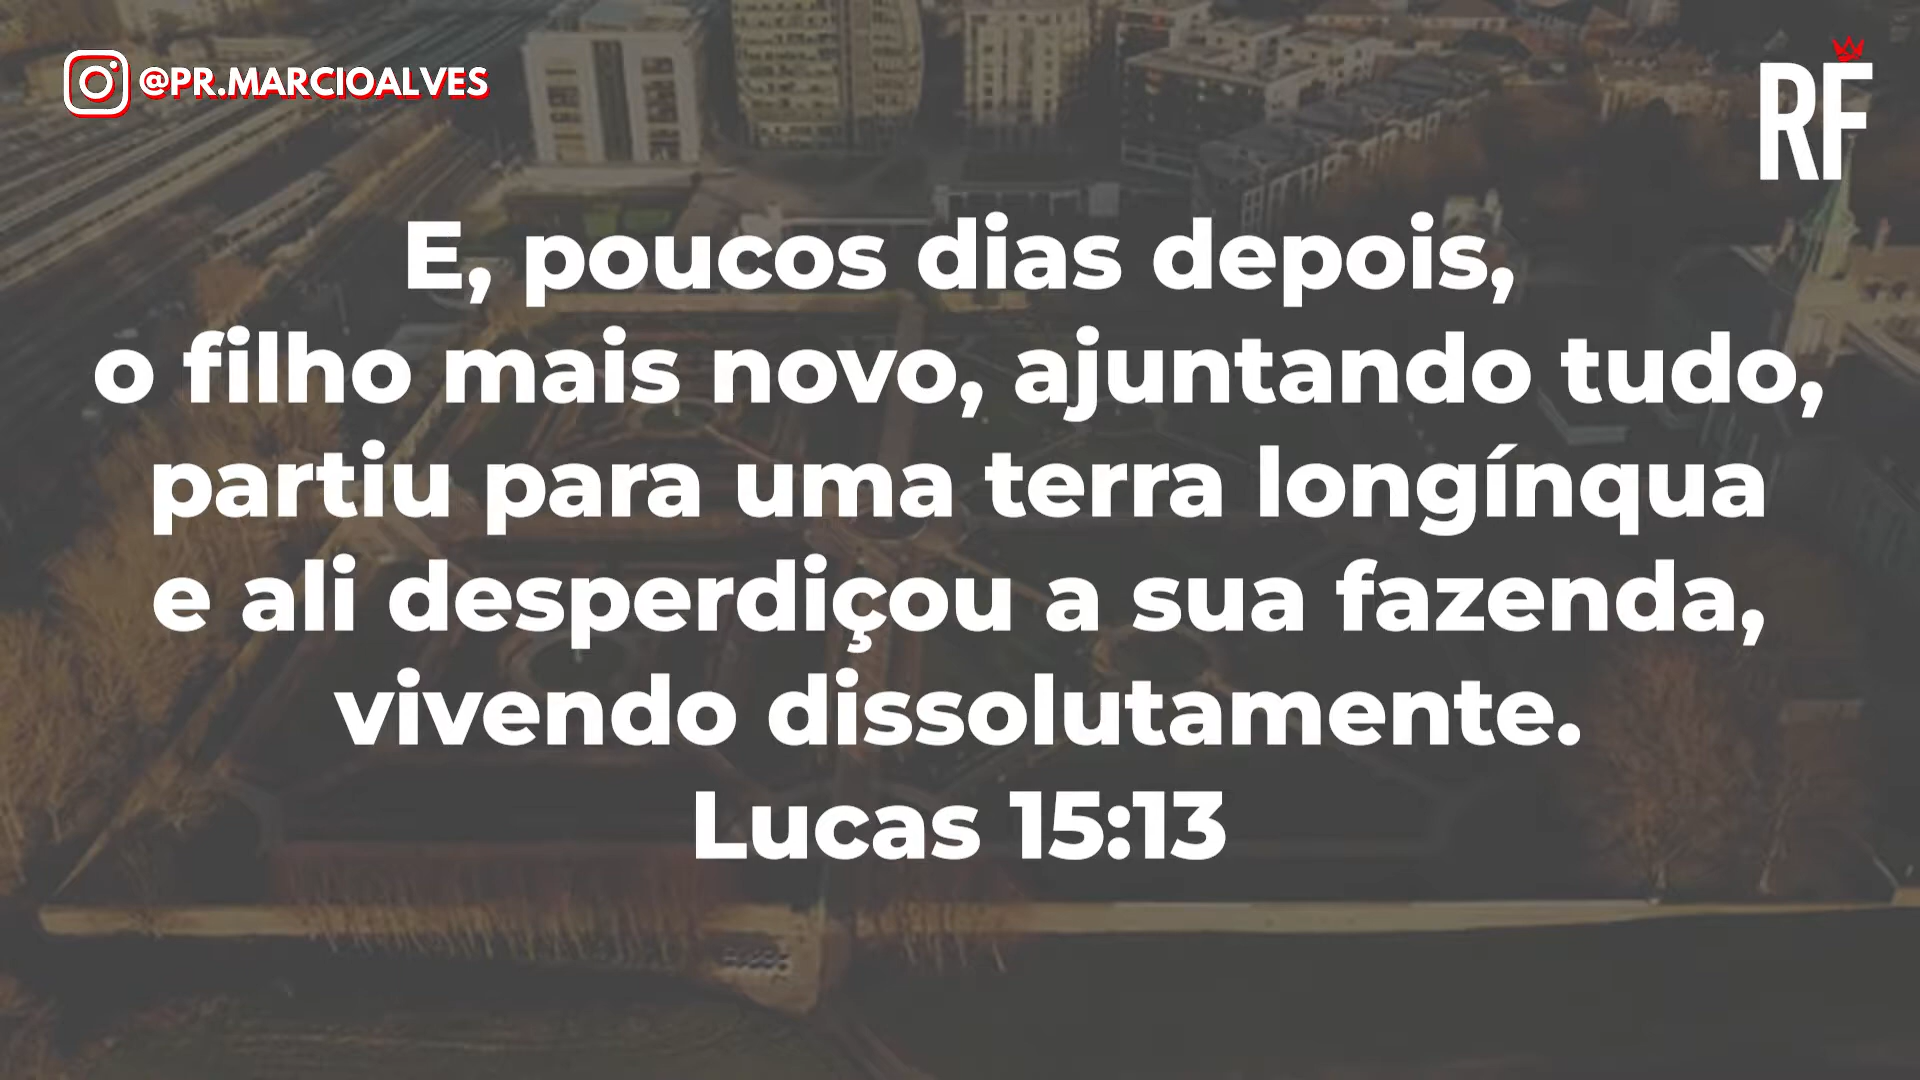 @PR.MARCIOALVES
RF
E, poucos dias depois,
o filho mais novo, ajuntando tudo,
partiu para uma terra longínqua
e ali desperdiçou a sua fazenda,
vivendo dissolutamente.
Lucas 15:13